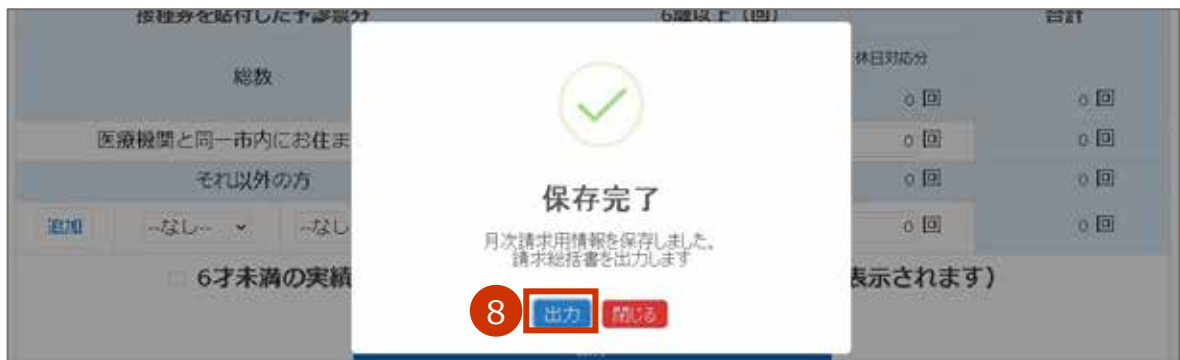 接種券を貼付した予診票分 6歳以上（回） 合計
休日対応分
総数
0 回 0 回
医療機関と同一市内にお住ま 0 回 0 回
それ以外の方 0 回 0 回
追加 --なし-- --なし 0 回 0 回
6才未満の実績 表示されます）
保存完了
月次請求用情報を保存しました。
請求総括書を出力します
8 出力 閉じる